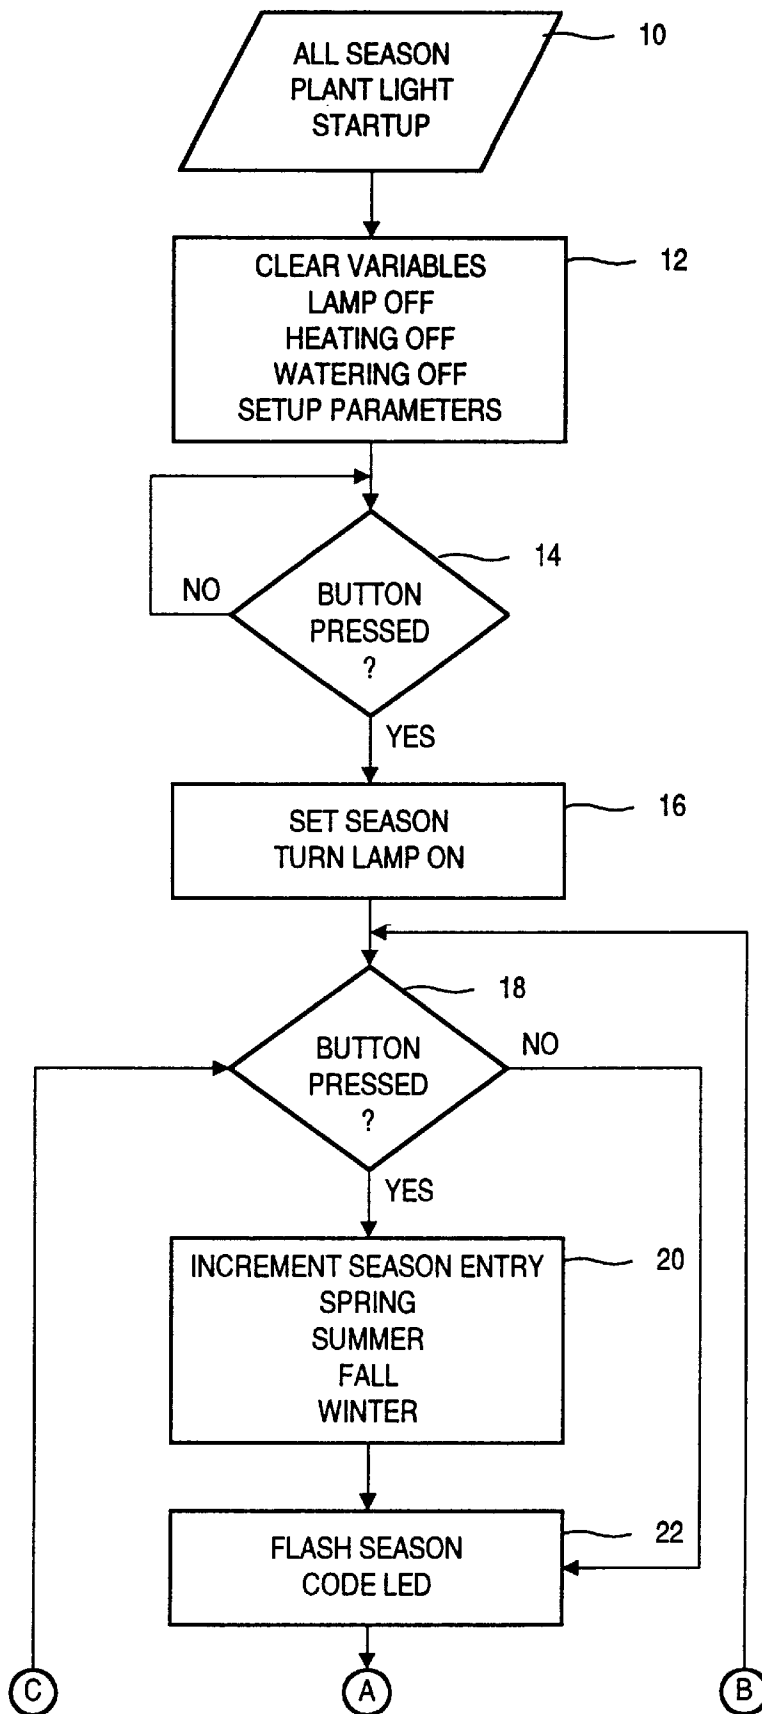 ALL SEASON
PLANT LIGHT
STARTUP
10
CLEAR VARIABLES
LAMP OFF
HEATING OFF
WATERING OFF
SETUP PARAMETERS
12
14
NO
BUTTON
PRESSED
?
YES
SET SEASON
TURN LAMP ON
16
18
BUTTON
PRESSED
?
NO
YES
INCREMENT SEASON ENTRY
SPRING
SUMMER
FALL
WINTER
20
FLASH SEASON
CODE LED
22
C
A
B